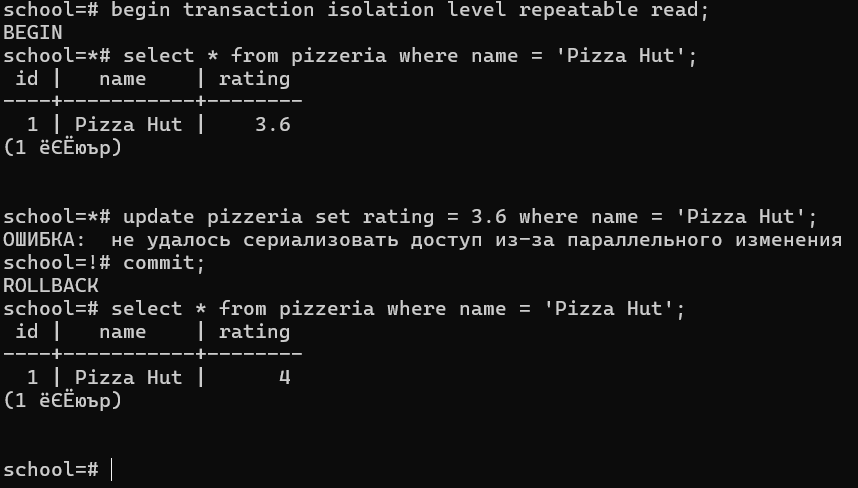 school=# begin transaction isolation level repeatable read;
BEGIN
school=*# select * from pizzeria where name = 'Pizza Hut';
 id |   name    | rating
----+-----------+--------
  1 | Pizza Hut |    3.6
(1 ёЄЁюър)
school=*# update pizzeria set rating = 3.6 where name = 'Pizza Hut';
ОШИБКА:  не удалось сериализовать доступ из-за параллельного изменения
school=!# commit;
ROLLBACK
school=# select * from pizzeria where name = 'Pizza Hut';
 id |   name    | rating
----+-----------+--------
  1 | Pizza Hut |      4
(1 ёЄЁюър)
school=#